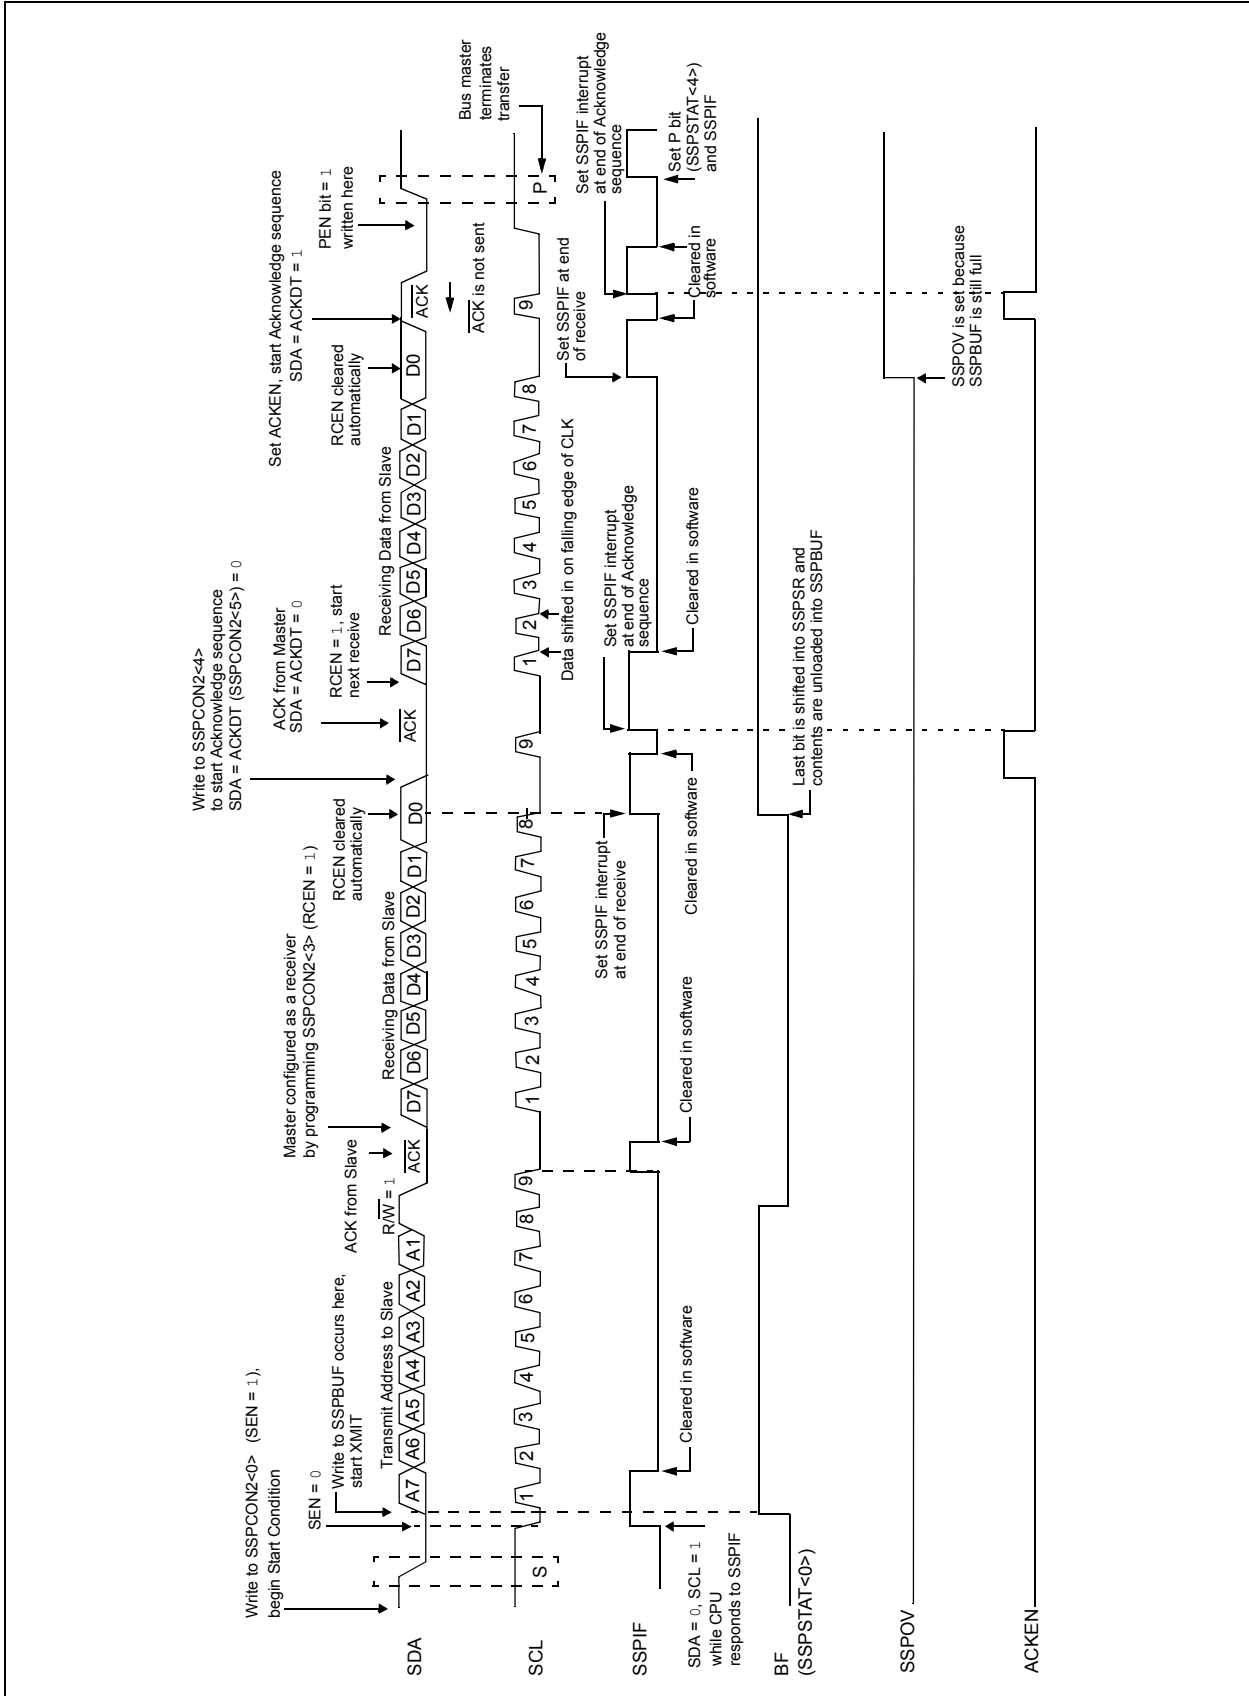 Write to SSPCON2<0> (SEN = 1),
begin Start Condition
SEN = 0
Write to SSPBUF occurs here,
start XMIT
Master configured as a receiver
by programming SSPCON2<3> (RCEN = 1)
ACK from Slave
RCEN cleared
automatically
Write to SSPCON2<4>
to start Acknowledge sequence
SDA = ACKDT (SSPCON2<5>) = 0
ACK from Master
SDA = ACKDT = 0
RCEN = 1, start
next receive
Set ACKEN, start Acknowledge sequence
SDA = ACKDT = 1
RCEN cleared
automatically
PEN bit = 1
written here
Transmit Address to Slave
R/W = 1
Receiving Data from Slave
Receiving Data from Slave
SDA
A7 A6 A5 A4 A3 A2 A1
ACK
D7 D6 D5 D4 D3 D2 D1 D0
ACK
D7 D6 D5 D4 D3 D2 D1 D0
ACK
ACK is not sent
Bus master
terminates
transfer
SCL
S
1 2 3 4 5 6 7 8 9
1 2 3 4 5 6 7 8 9
1 2 3 4 5 6 7 8 9
P
Data shifted in on falling edge of CLK
Set SSPIF interrupt
at end of receive
Set SSPIF interrupt
at end of Acknowledge
sequence
Set SSPIF at end
of receive
Set SSPIF interrupt
at end of Acknowledge
sequence
SSPIF
SDA = 0, SCL = 1
while CPU
responds to SSPIF
Cleared in software
Cleared in software
Cleared in software
Cleared in software
Cleared in software
Set P bit
(SSPSTAT<4>)
and SSPIF
BF
(SSPSTAT<0>)
Last bit is shifted into SSPSR and
contents are unloaded into SSPBUF
SSPOV
SSPOV is set because
SSPBUF is still full
ACKEN